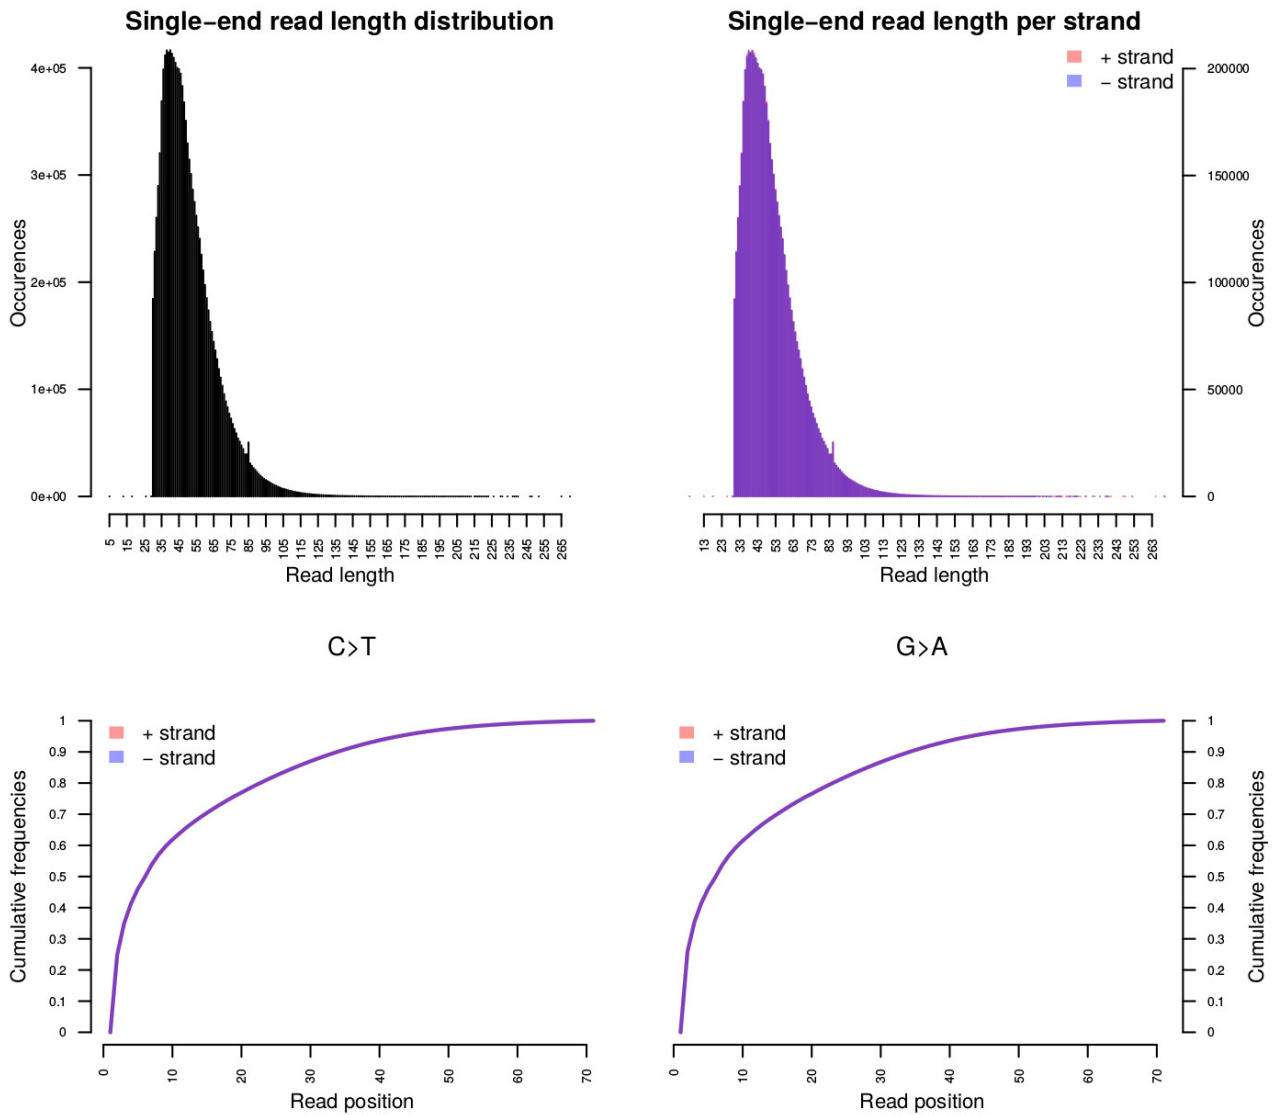 Single−end read length distribution
4e+05
3e+05
2e+05
1e+05
0e+00
Occurences
5 15 25 35 45 55 65 75 85 95 105 115 125 135 145 155 165 175 185 195 205 215 225 235 245 255 265
Read length
Single−end read length per strand
+ strand
− strand
200000
150000
100000
50000
0
Occurences
13 23 33 43 53 63 73 83 93 103 113 123 133 143 153 163 173 183 193 203 213 223 233 243 253 263
Read length
C>T
+ strand
− strand
1
0.9
0.8
0.7
0.6
0.5
0.4
0.3
0.2
0.1
0
Cumulative frequencies
0 10 20 30 40 50 60 70
Read position
G>A
+ strand
− strand
1
0.9
0.8
0.7
0.6
0.5
0.4
0.3
0.2
0.1
0
Cumulative frequencies
0 10 20 30 40 50 60 70
Read position